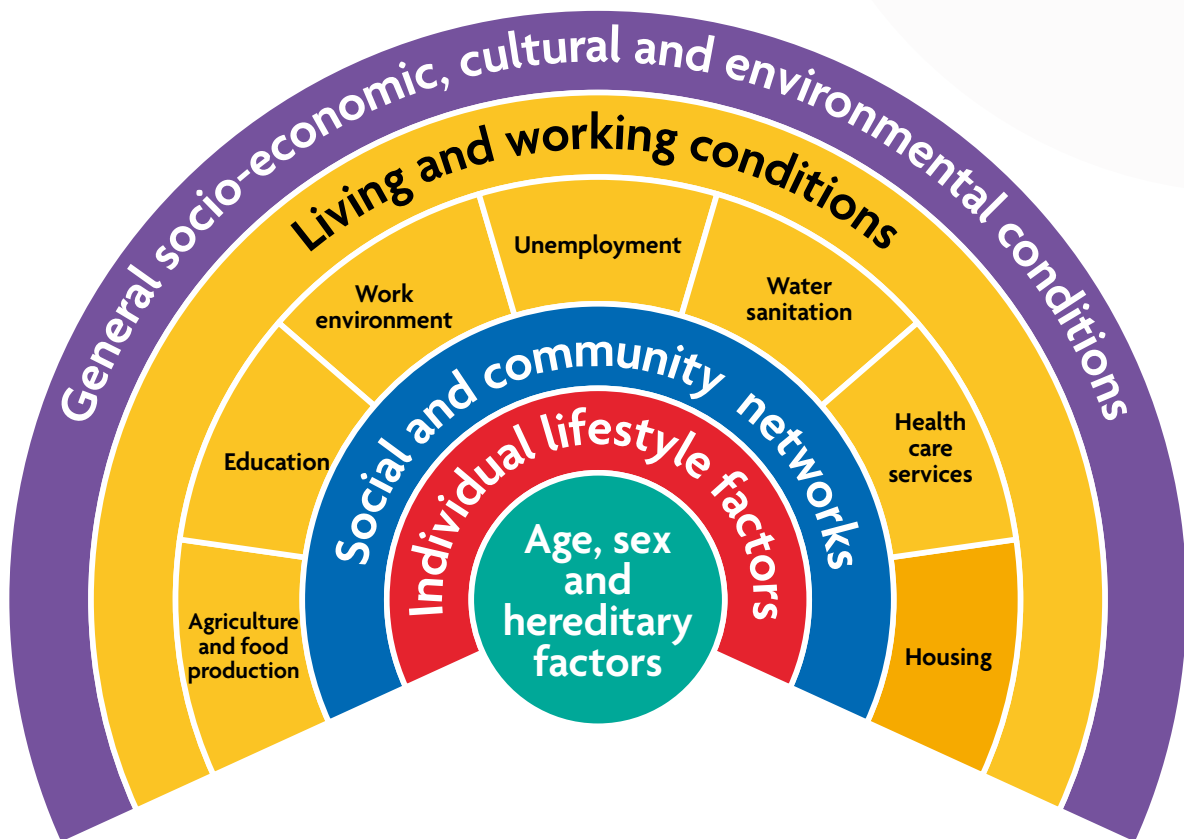 General socio-economic, cultural and environmental conditions
Living and working conditions
Agriculture
and food
production
Education
Work
environment
Unemployment
Water
sanitation
Health
care
services
Housing
Social and community networks
Individual lifestyle factors
Age, sex
and
hereditary
factors